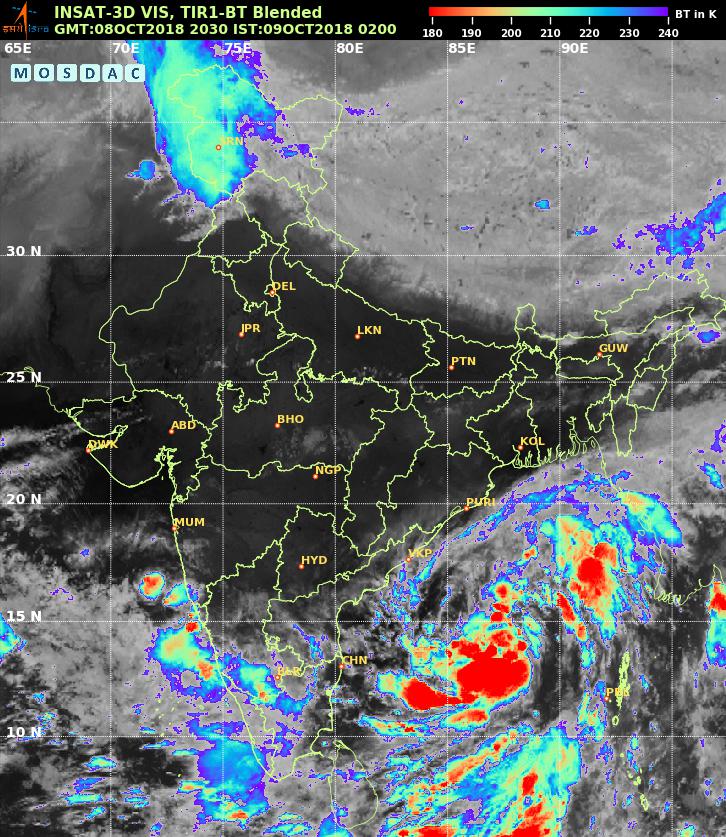 INSAT-3D VIS, TIR1-BT Blended
GMT:08OCT2018 2030 IST:09OCT2018 0200
BT in K
180 190 200 210 220 230 240
65E 70E 75E 80E 85E 90E
MOSDAC
SRN
30 N
DEL
JPR
LKN
GUW
PTN
25 N
ABD
BHO
DWK
KOL
NGP
20 N
PURI
MUM
VKP
HYD
15 N
CHN
10 N